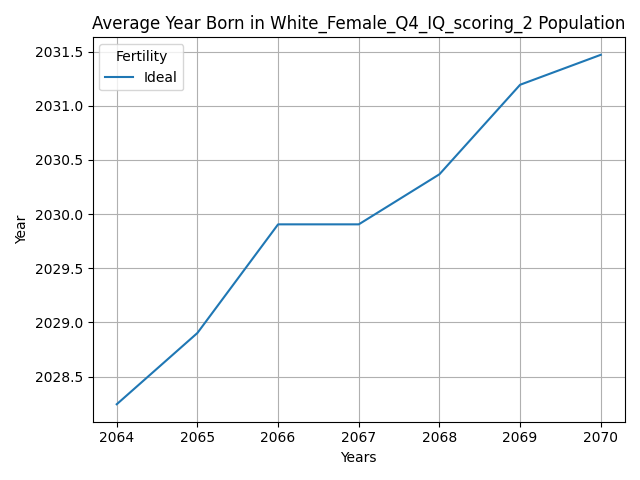 Average Year Born in White_Female_Q4_IQ_scoring_2 Population
Fertility
Ideal
2031.5
2031.0
2030.5
2030.0
2029.5
2029.0
2028.5
Year
2064 2065 2066 2067 2068 2069 2070
Years